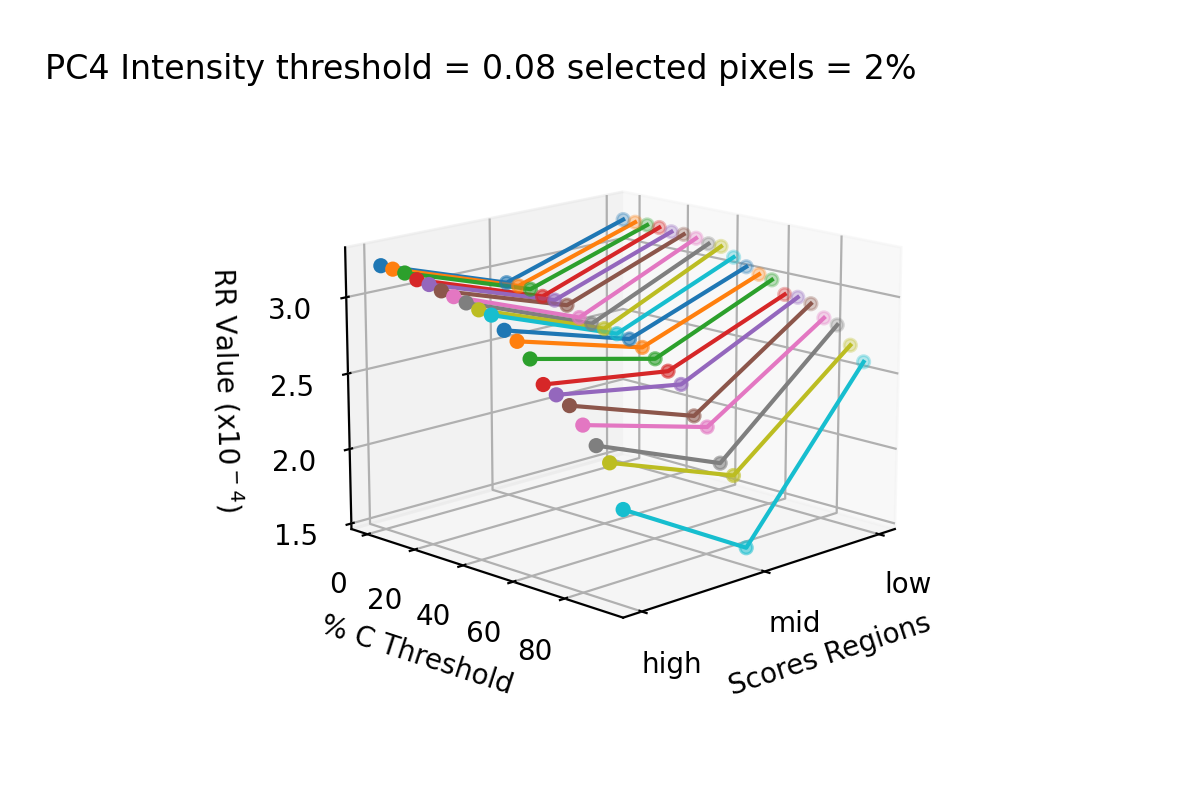 PC4 Intensity threshold = 0.08 selected pixels = 2%
RR Value (x10⁻⁴)
3.0
2.5
2.0
1.5
0
20
40
60
80
% C Threshold
high
mid
low
Scores Regions